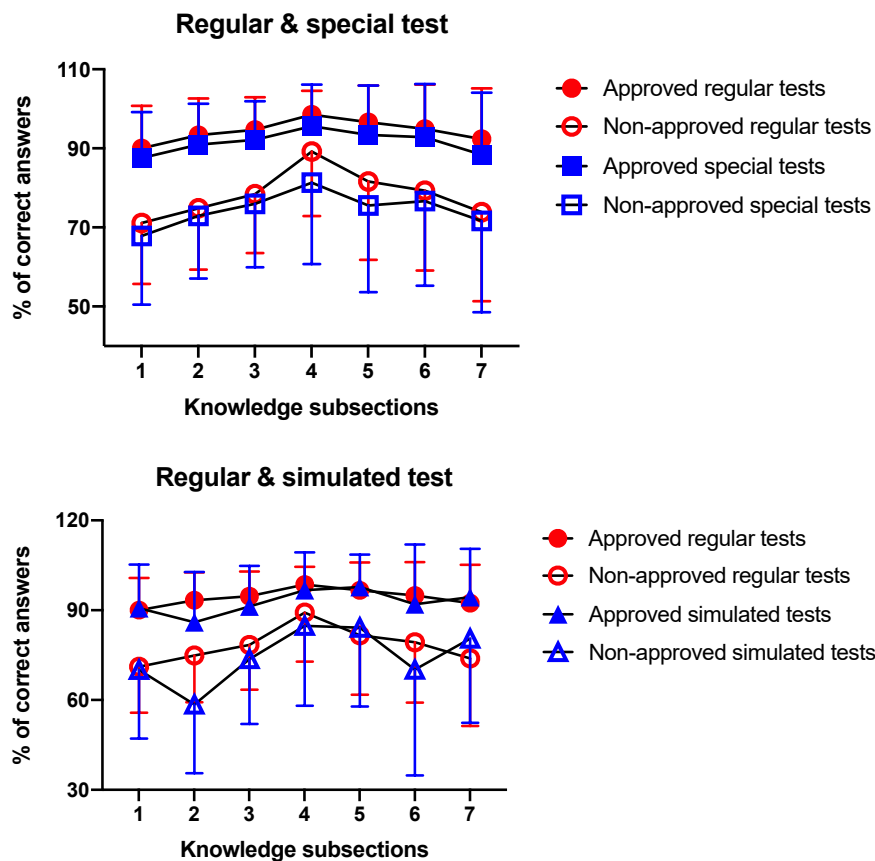 Regular & special test
110
90
70
50
% of correct answers
1 2 3 4 5 6 7
Knowledge subsections
Approved regular tests
Non-approved regular tests
Approved special tests
Non-approved special tests
Regular & simulated test
120
90
60
30
% of correct answers
1 2 3 4 5 6 7
Knowledge subsections
Approved regular tests
Non-approved regular tests
Approved simulated tests
Non-approved simulated tests